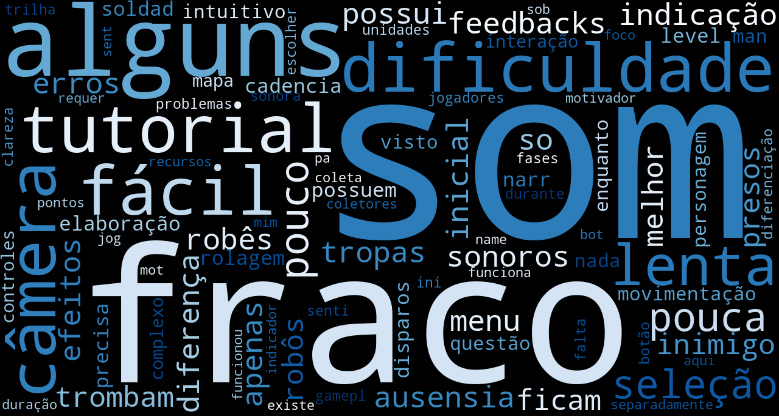 trilha soldad intuitivo possui sob indicação
alguns sent escolher unidades feedbacks interação foco level man
erros mapa cadencia dificuldade
requer problemas sonora jogadores motivador
clareza tutorial som visto so inicial enquanto
recursos pa fases
câmera fácil pouco coleta possuem narr melhor personagem presos diferenciação
pontos coletores durante
elaboração mim
controles jog robês name bot
efeitos rolagem tropas sonoros nada lenta
mot fraco funciona
diferença ini movimentação
precisa complexo funcionou apenas indicador robôs senti disparos menu questão falta botão pouca inimigo
aqui
duração trombam existe gamepl ausensia ficam seleção separadamente